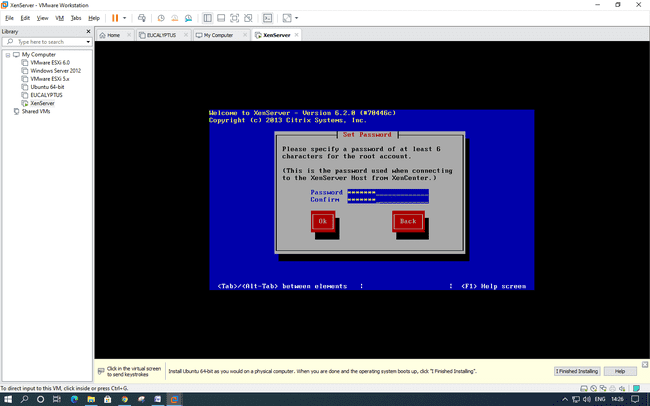 XenServer - VMware Workstation
File Edit View VM Tabs Help
Library
Type here to search
My Computer
VMware ESXi 6.0
Windows Server 2012
VMware ESXi 5.x
Ubuntu 64-bit
EUCALYPTUS
XenServer
Shared VMs
Home EUCALYPTUS My Computer XenServer
Welcome to XenServer - Version 6.2.0 (#70446c)
Copyright (c) 2013 Citrix Systems, Inc.
Set Password
Please specify a password of at least 6
characters for the root account.
(This is the password used when connecting
to the XenServer Host from XenCenter.)
Password *******
Confirm *******
Ok Back
<Tab>/<Alt-Tab> between elements | | <F1> Help screen
Click in the virtual screen
to send keystrokes
Install Ubuntu 64-bit as you would on a physical computer. When you are done and the operating system boots up, click "I Finished Installing".
I Finished Installing Help
To direct input to this VM, click inside or press Ctrl+G.
ENG 14:26